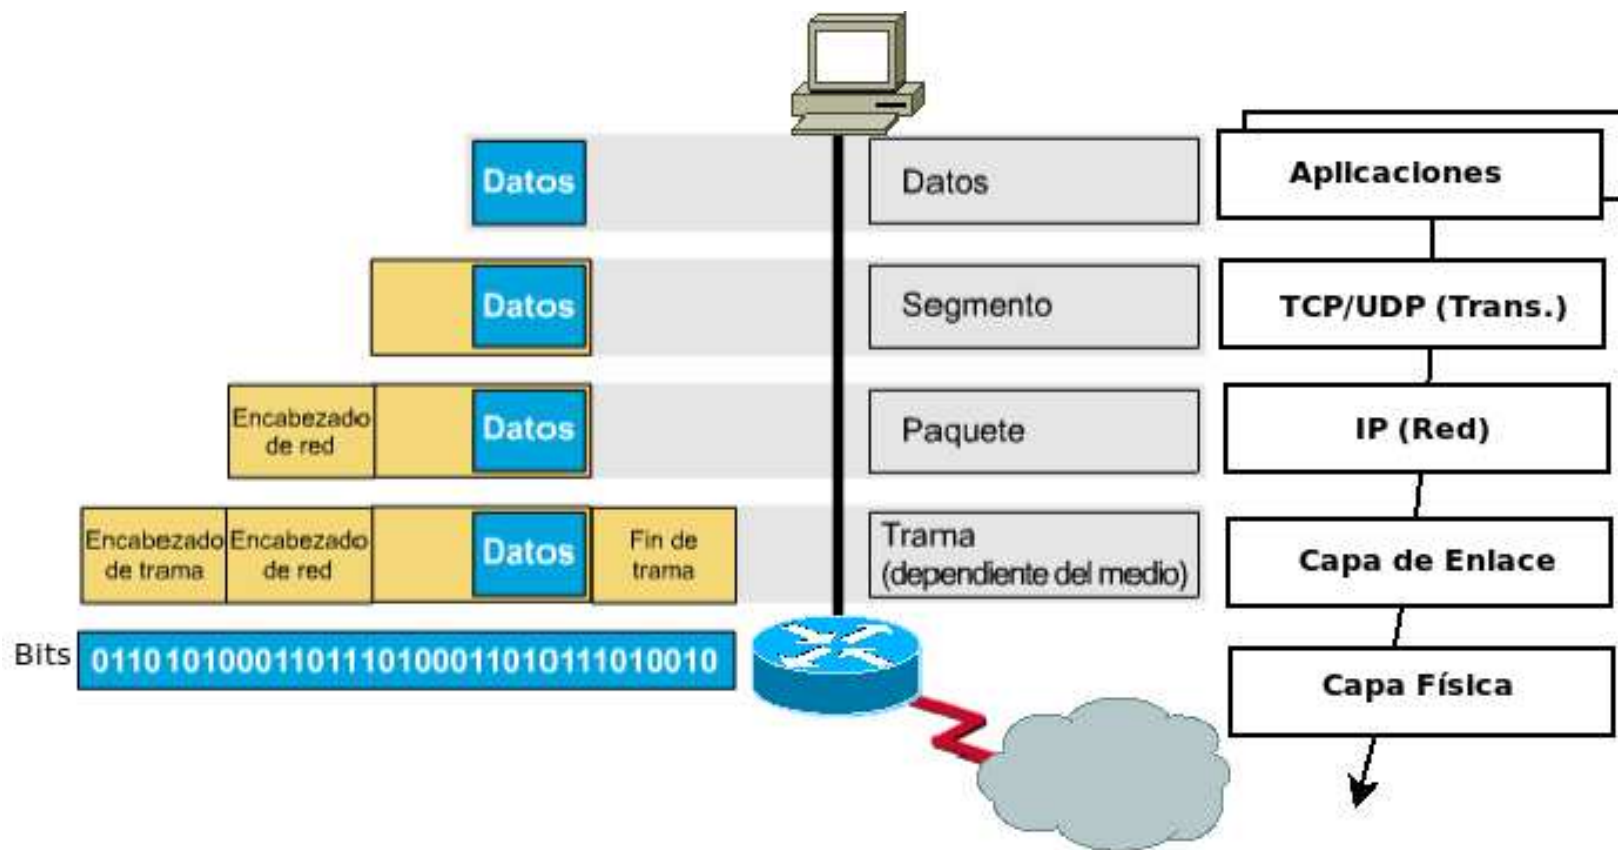 Datos
Datos
Aplicaciones
Datos
Segmento
TCP/UDP (Trans.)
Encabezado
de red
Datos
Paquete
IP (Red)
Encabezado
de trama
Encabezado
de red
Datos
Fin de
trama
Trama
(dependiente del medio)
Capa de Enlace
Bits
0110101000110111010001101011101001​0
Capa Física